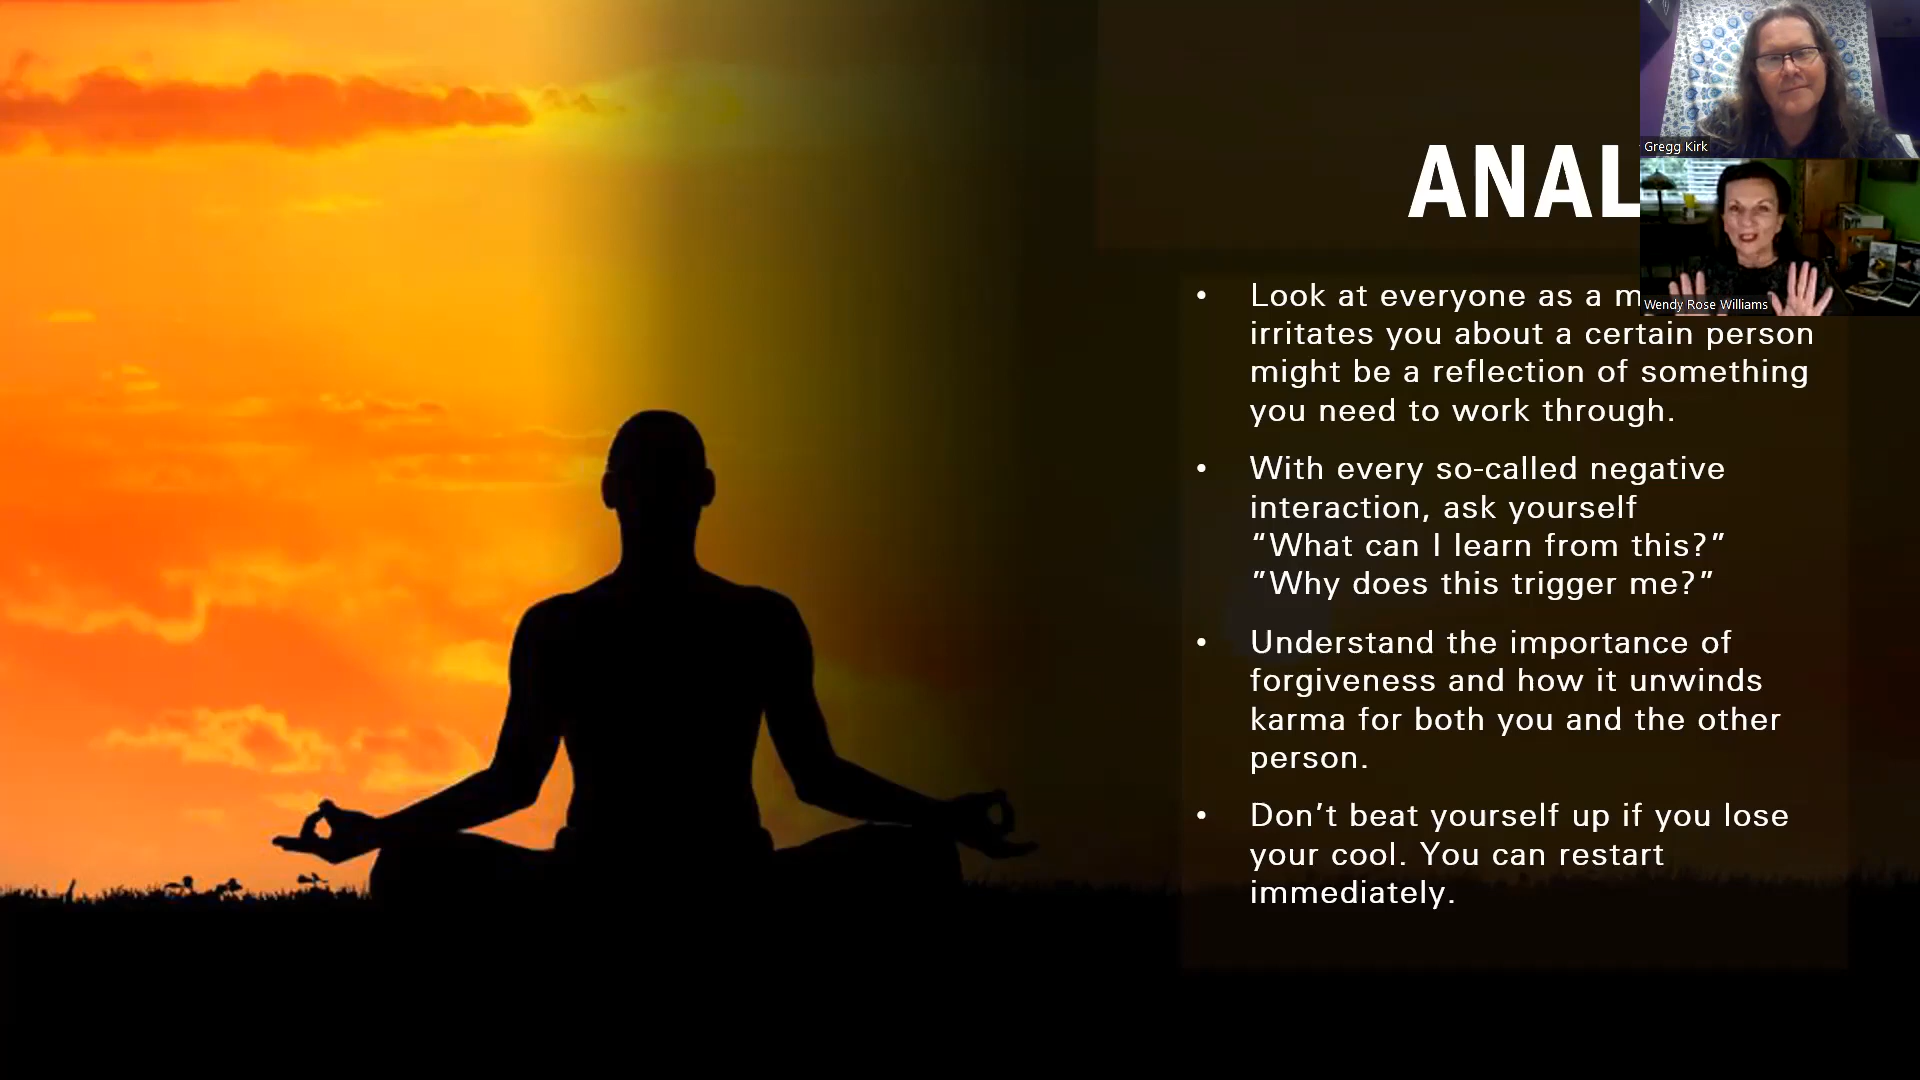 Gregg Kirk
ANAL
Wendy Rose Williams
• Look at everyone as a m
irritates you about a certain person
might be a reflection of something
you need to work through.
• With every so-called negative
interaction, ask yourself
“What can I learn from this?”
”Why does this trigger me?”
• Understand the importance of
forgiveness and how it unwinds
karma for both you and the other
person.
• Don’t beat yourself up if you lose
your cool. You can restart
immediately.